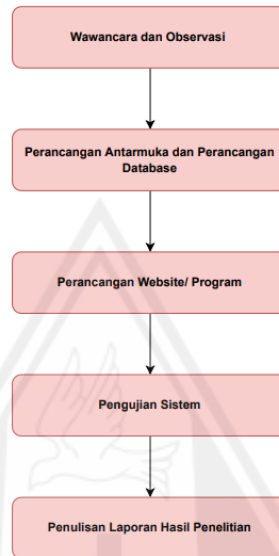 Wawancara dan Observasi
Perancangan Antarmuka dan Perancangan
Database
Perancangan Website/ Program
Pengujian Sistem
Penulisan Laporan Hasil Penelitian